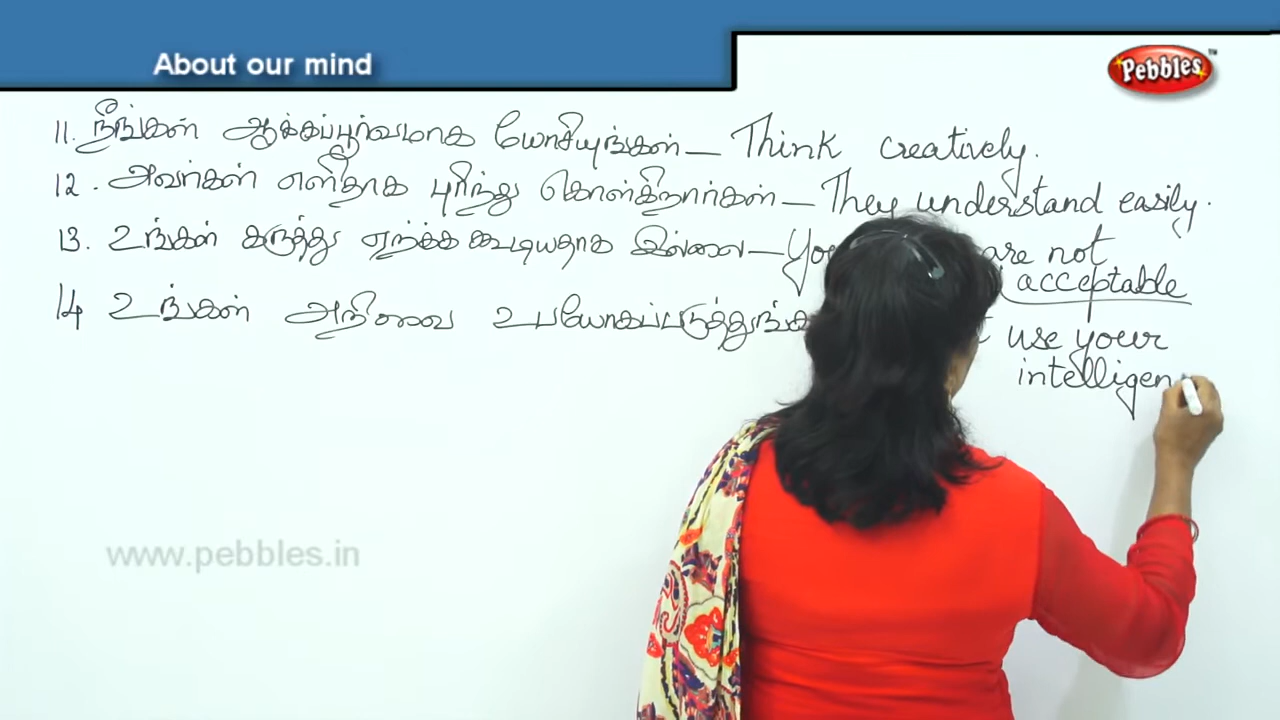 About our mind
Pebbles™
11. நீங்கள் ஆக்கப்பூர்வமாக யோசியுங்கள் – Think creatively.
12. அவர்கள் எளிதாக புரிந்து கொள்கிறார்கள் – They understand easily.
13. உங்கள் கருத்து ஏற்க்க கூடியதாக இல்லை – are not
acceptable
14 உங்கள் அறிவை use your
intelligen
www.pebbles.in